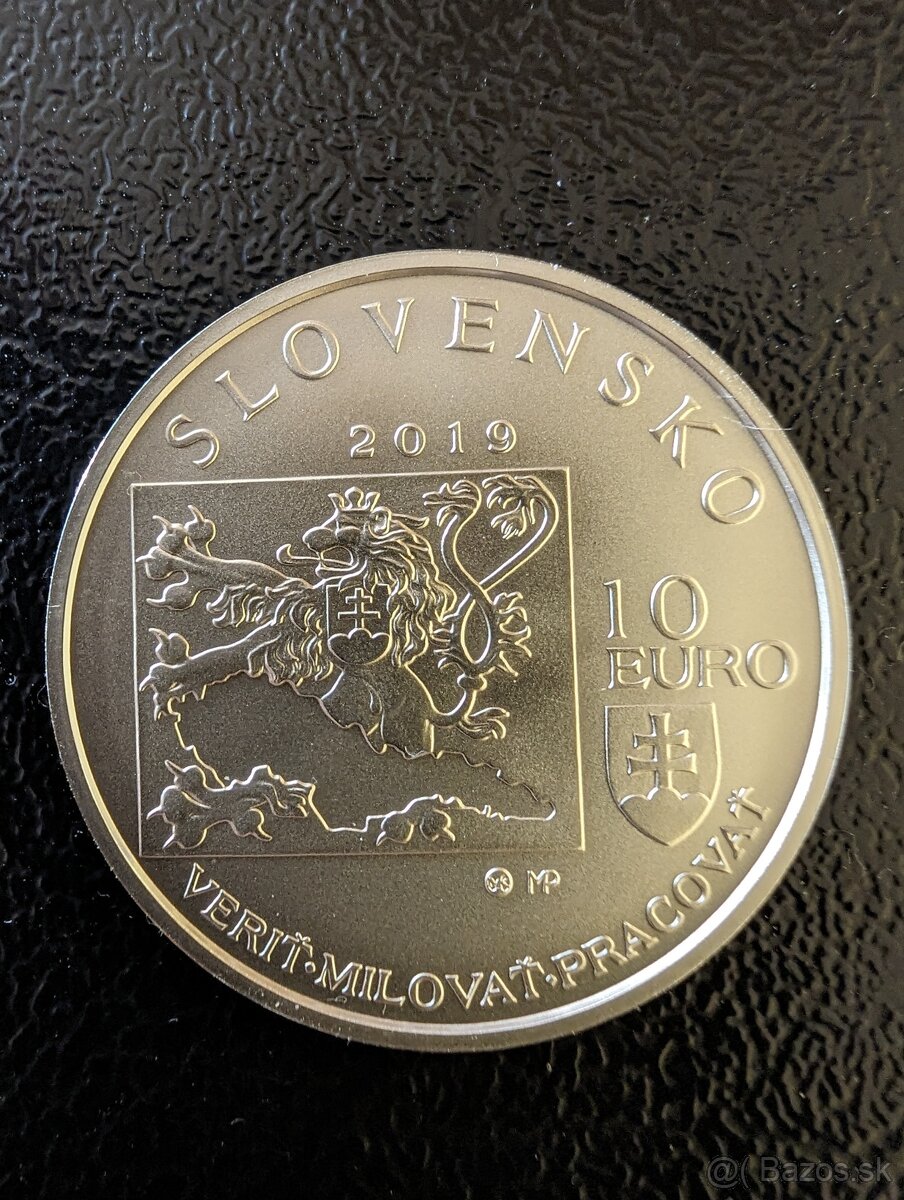 SLOVENSKO
2019
10
EURO
MP
VERIŤ·MILOVAŤ·PRACOVAŤ
@( Bazos.sk